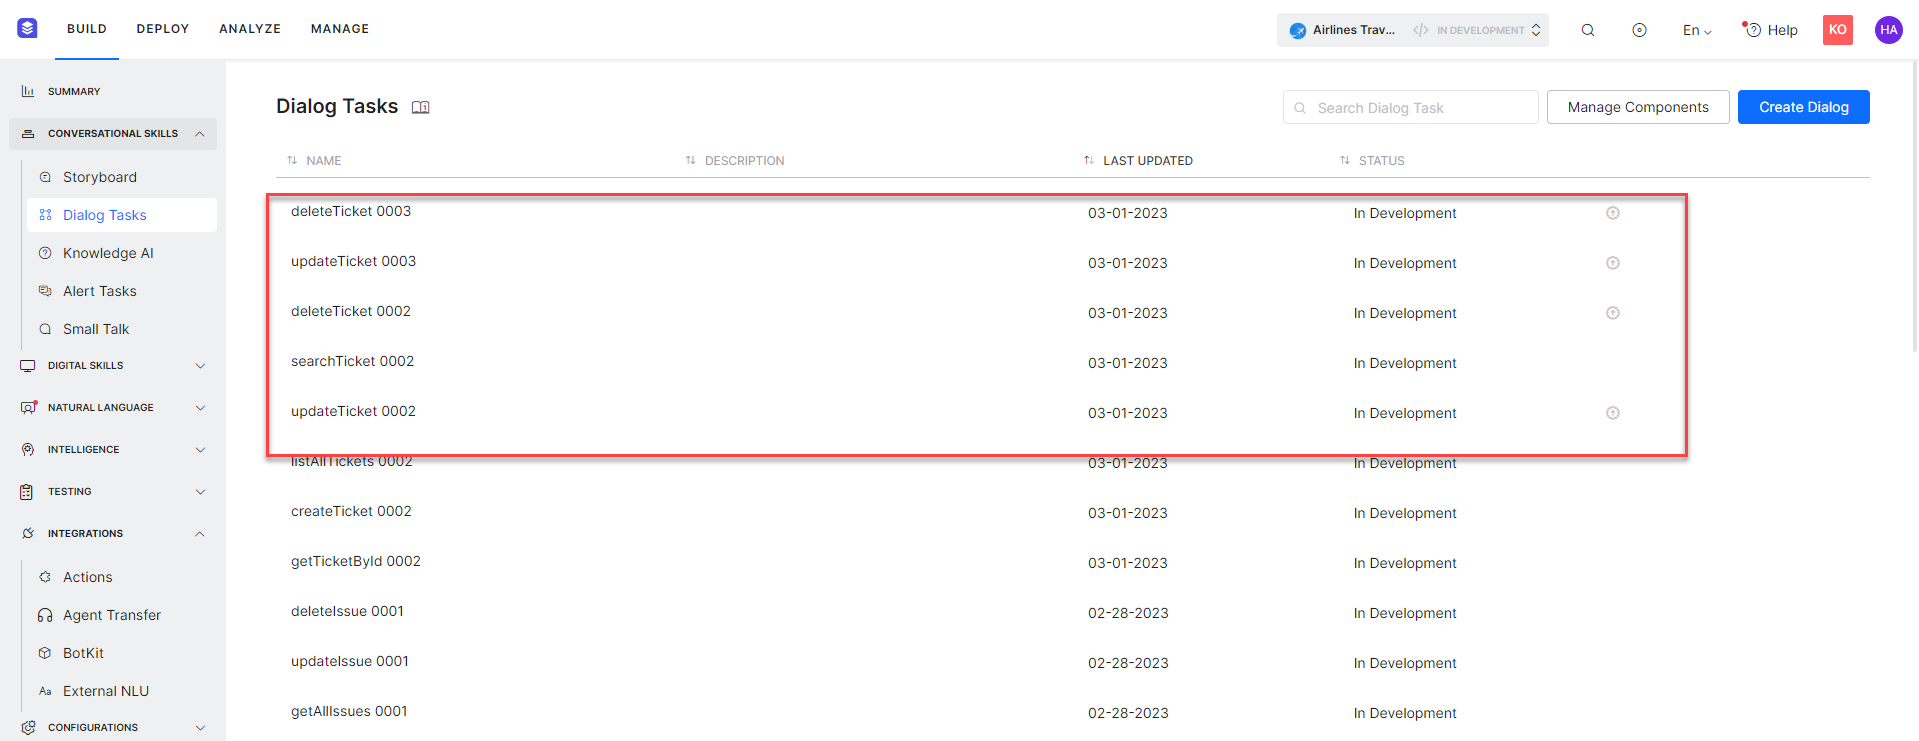 BUILD DEPLOY ANALYZE MANAGE Airlines Trav... </> IN DEVELOPMENT En Help KO HA
SUMMARY
CONVERSATIONAL SKILLS
Storyboard
Dialog Tasks
Knowledge AI
Alert Tasks
Small Talk
DIGITAL SKILLS
NATURAL LANGUAGE
INTELLIGENCE
TESTING
INTEGRATIONS
Actions
Agent Transfer
BotKit
Aa External NLU
CONFIGURATIONS
Dialog Tasks Search Dialog Task Manage Components Create Dialog
NAME DESCRIPTION LAST UPDATED STATUS
deleteTicket 0003 03-01-2023 In Development
updateTicket 0003 03-01-2023 In Development
deleteTicket 0002 03-01-2023 In Development
searchTicket 0002 03-01-2023 In Development
updateTicket 0002 03-01-2023 In Development
listAllTickets 0002 03-01-2023 In Development
createTicket 0002 03-01-2023 In Development
getTicketById 0002 03-01-2023 In Development
deleteIssue 0001 02-28-2023 In Development
updateIssue 0001 02-28-2023 In Development
getAllIssues 0001 02-28-2023 In Development